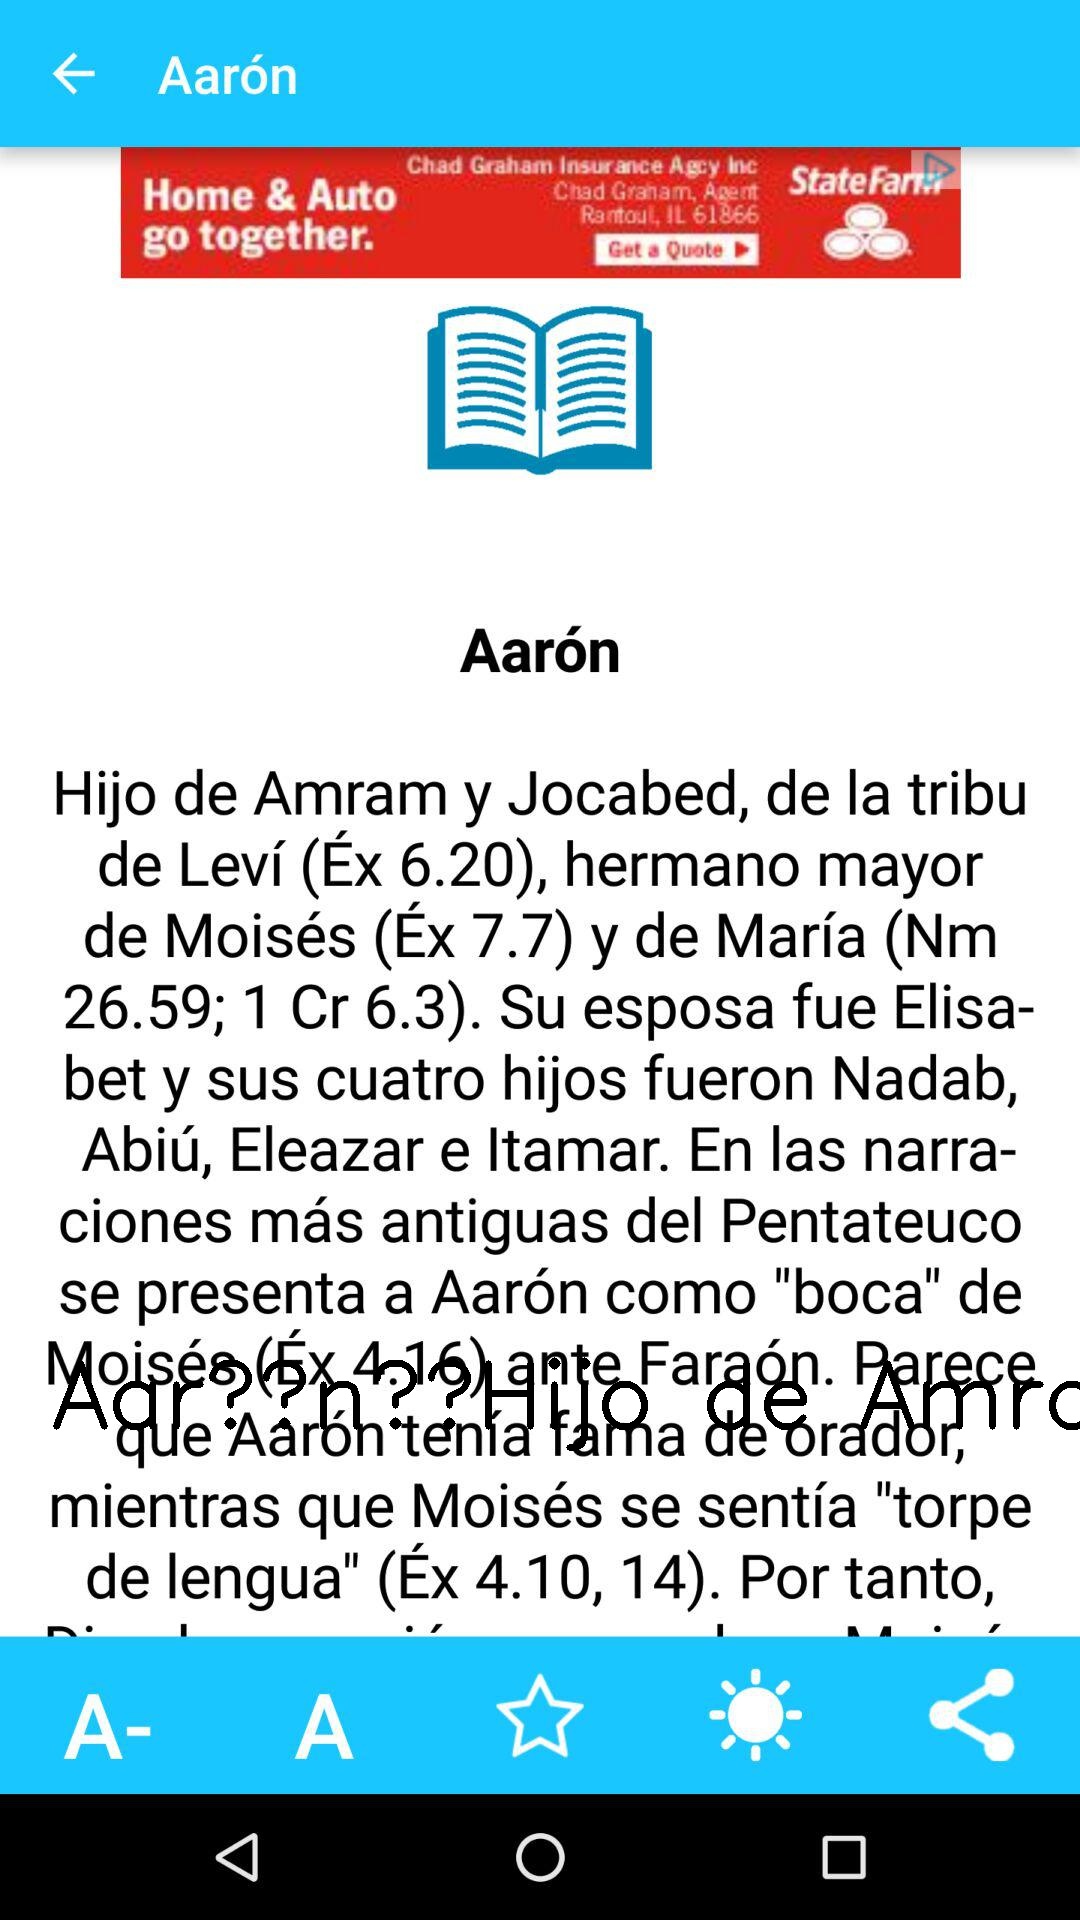 Aarón
Home & Auto
go together.
Chad Graham Insurance Agcy Inc
Chad Graham, Agent
Rantoul, IL 61866
Get a Quote
StateFarm
Aarón
Hijo de Amram y Jocabed, de la tribu
de Leví (Éx 6.20), hermano mayor
de Moisés (Éx 7.7) y de María (Nm
26.59; 1 Cr 6.3). Su esposa fue Elisa-
bet y sus cuatro hijos fueron Nadab,
Abiú, Eleazar e Itamar. En las narra-
ciones más antiguas del Pentateuco
se presenta a Aarón como "boca" de
Moisés (Éx 4.16) ante Faraón. Parece
Aar??n??Hijo de Amra
que Aarón tenía fama de orador,
mientras que Moisés se sentía "torpe
de lengua" (Éx 4.10, 14). Por tanto,
A-
A